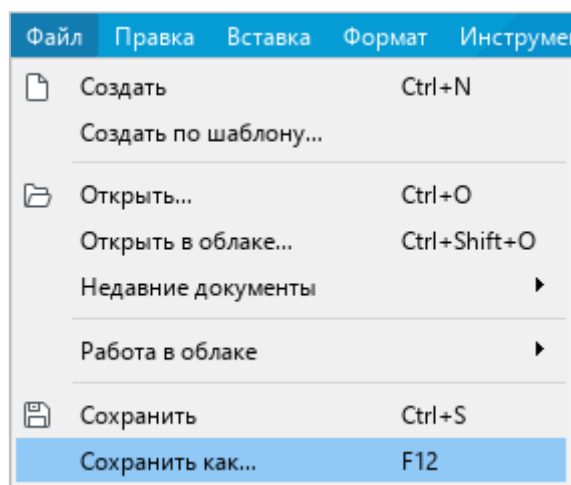 Файл Правка Вставка Формат
Создать Ctrl+N
Создать по шаблону...
Открыть... Ctrl+O
Открыть в облаке... Ctrl+Shift+O
Недавние документы
Работа в облаке
Сохранить Ctrl+S
Сохранить как... F12